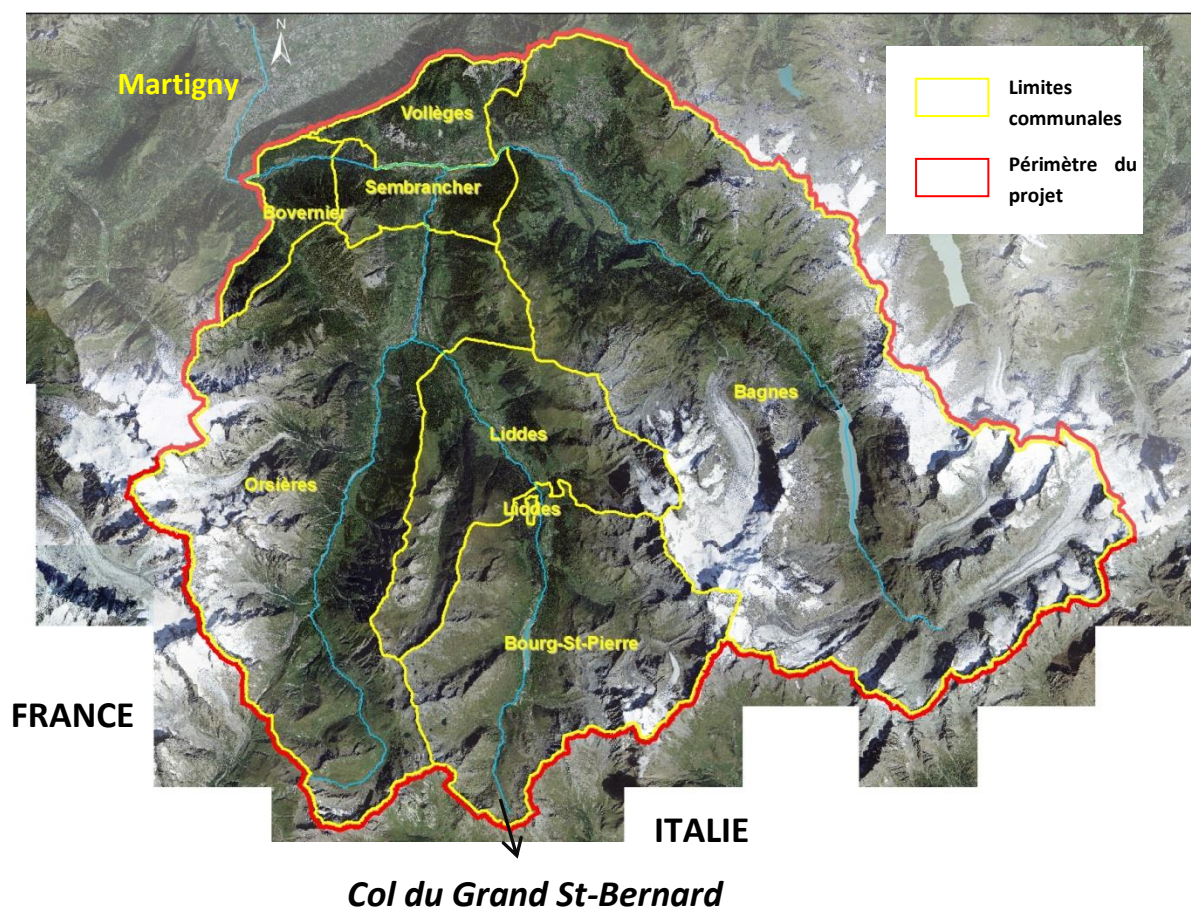 N
Martigny
Limites
communales
Périmètre du
projet
Vollèges
Sembrancher
Bovernier
Bagnes
Liddes
Orsières
Liddes
Bourg-St-Pierre
FRANCE
ITALIE
Col du Grand St-Bernard